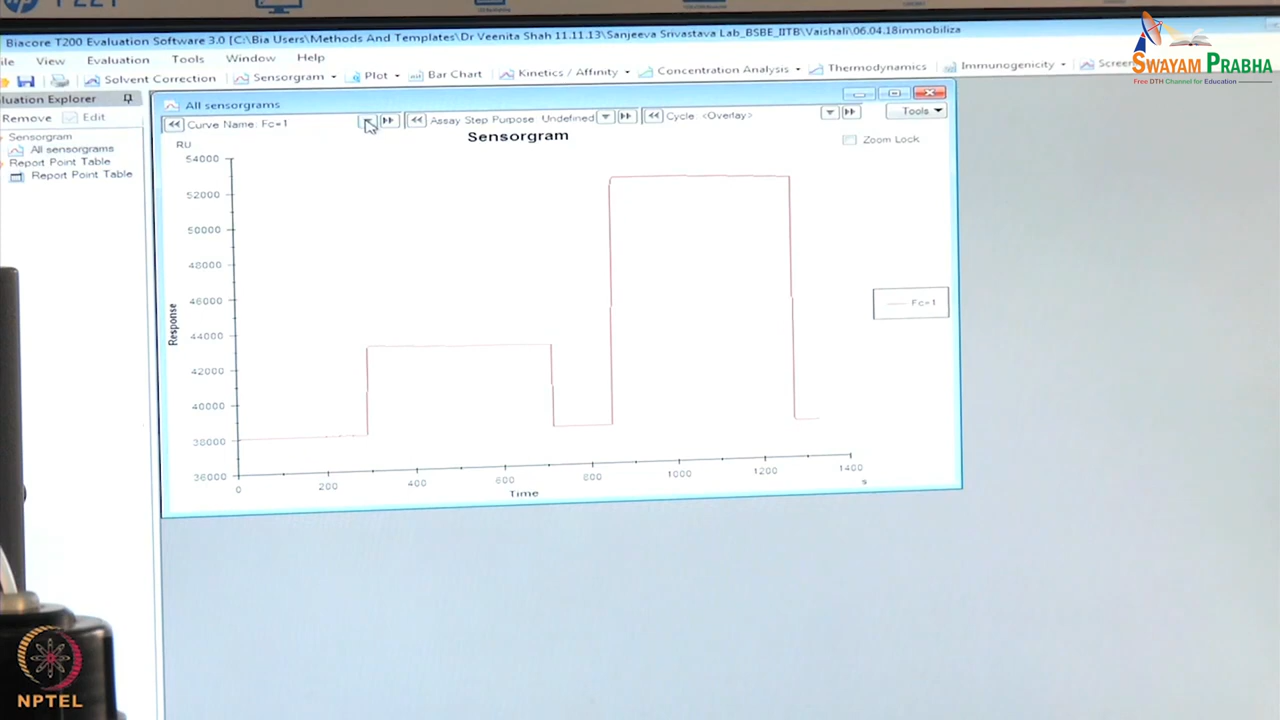 Biacore T200 Evaluation Software 3.0 [C:\Bia Users\Methods And Templates\Dr Veenita Shah 11.11.13\Sanjeeva Srivastava Lab_BSBE_IITB\Vaishali\06.04.18immobiliza
ile View Evaluation Tools Window Help
Solvent Correction Sensorgram Plot Bar Chart Kinetics / Affinity Concentration Analysis Thermodynamics Immunogenicity Screen
SWAYAM PRABHA
Free DTH Channel for Education
luation Explorer
Remove Edit
Sensorgram
All sensorgrams
Report Point Table
Report Point Table
All sensorgrams
Curve Name: Fc=1 Assay Step Purpose Undefined Cycle <Overlay> Tools
Sensorgram
Zoom Lock
RU
54000
52000
50000
48000
46000
44000
42000
40000
38000
36000
Response
Fc=1
0 200 400 600 800 1000 1200 1400
s
Time
NPTEL